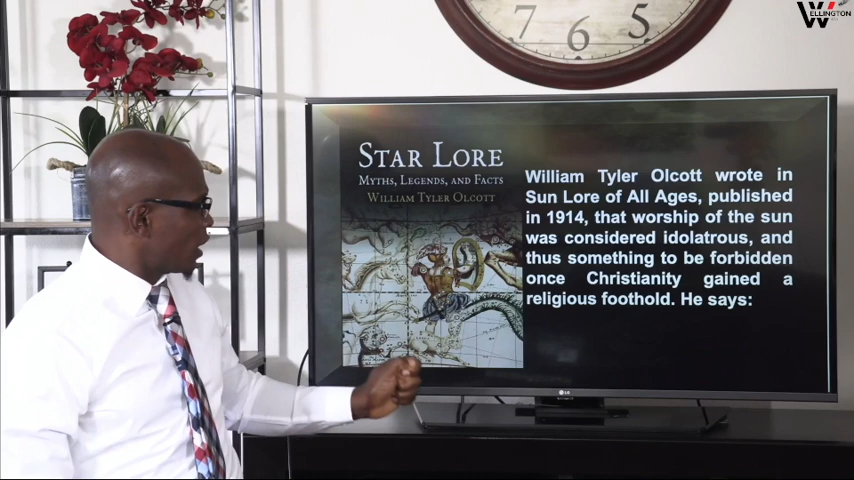 WELLINGTON
7
6
5
STAR LORE
MYTHS, LEGENDS, AND FACTS
WILLIAM TYLER OLCOTT
William Tyler Olcott wrote in
Sun Lore of All Ages, published
in 1914, that worship of the sun
was considered idolatrous, and
thus something to be forbidden
once Christianity gained a
religious foothold. He says:
LG